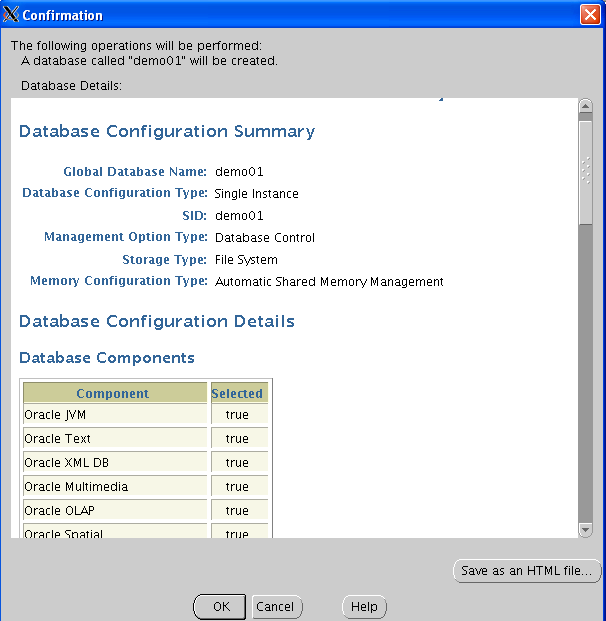 Confirmation
The following operations will be performed:
A database called "demo01" will be created.
Database Details:
Database Configuration Summary
Global Database Name: demo01
Database Configuration Type: Single Instance
SID: demo01
Management Option Type: Database Control
Storage Type: File System
Memory Configuration Type: Automatic Shared Memory Management
Database Configuration Details
Database Components
Component Selected
Oracle JVM true
Oracle Text true
Oracle XML DB true
Oracle Multimedia true
Oracle OLAP true
Oracle Spatial true
Save as an HTML file...
OK Cancel Help